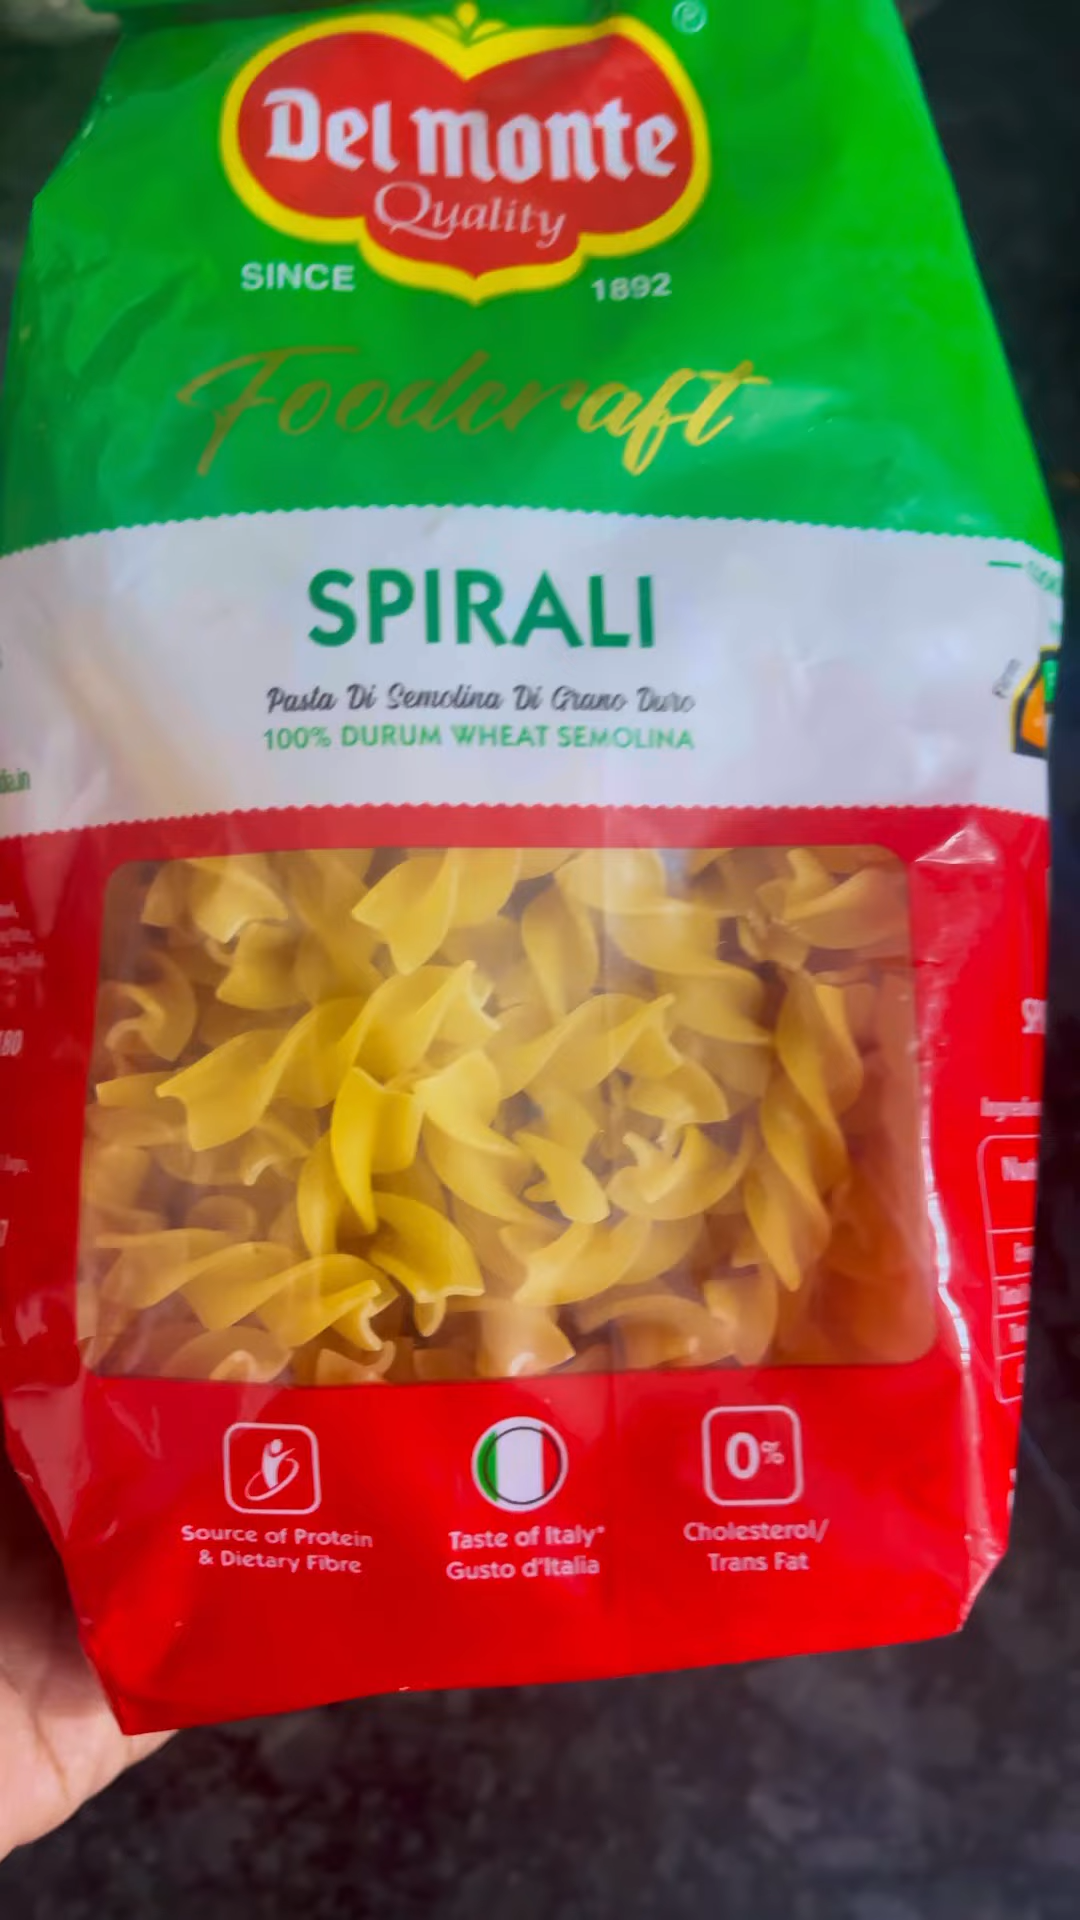 ®
Del Monte
Quality
SINCE 1892
Foodcraft
SPIRALI
Pasta Di Semolina Di Grano Duro
100% DURUM WHEAT SEMOLINA
Firm
Source of Protein
& Dietary Fibre
Taste of Italy*
Gusto d'Italia
0%
Cholesterol/
Trans Fat